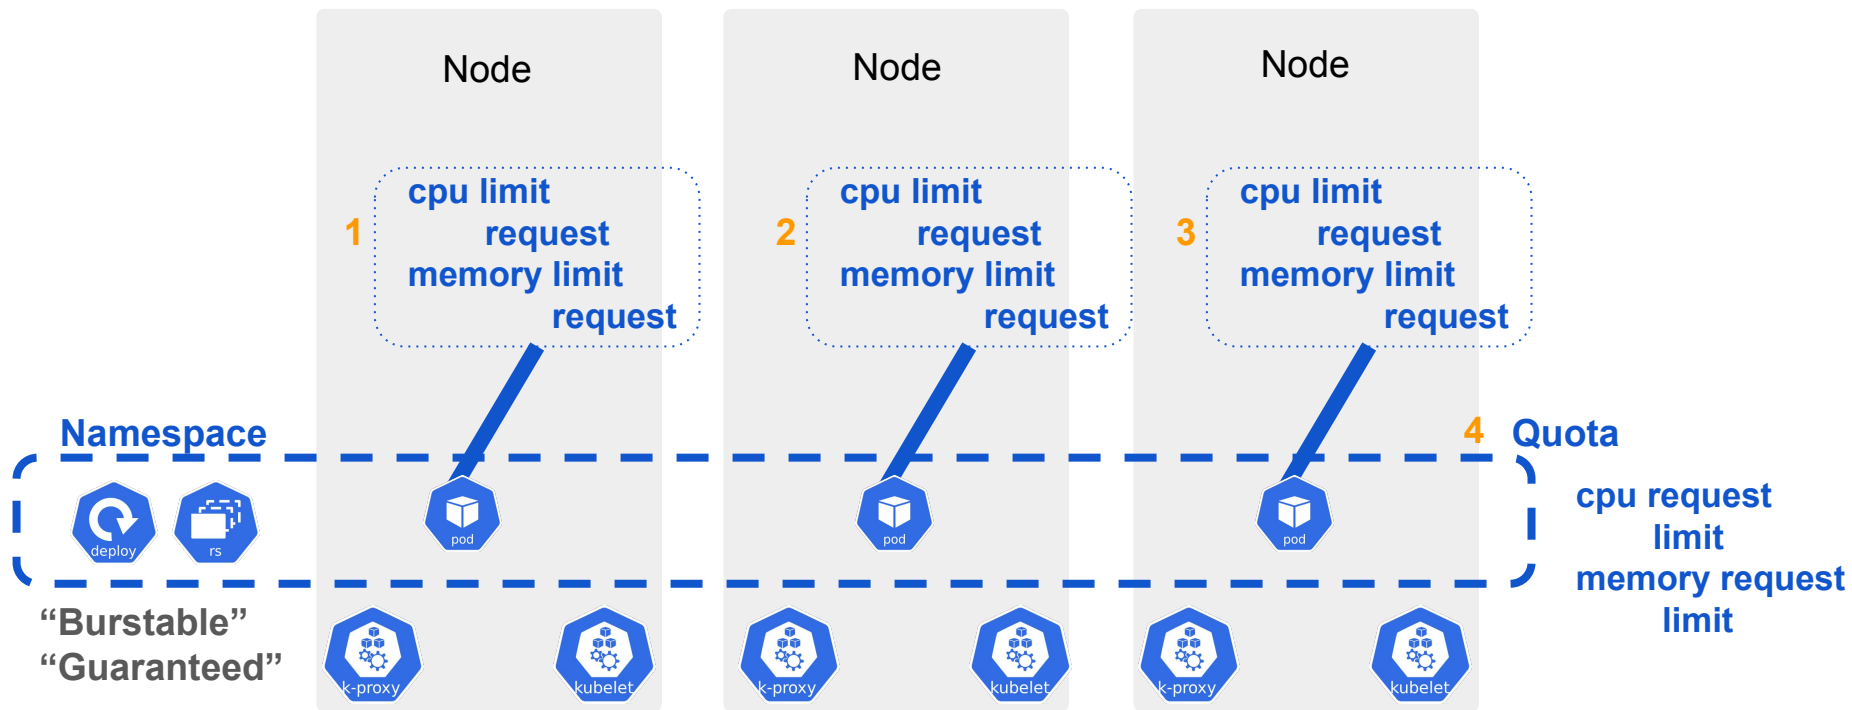 Node
Node
Node
1
cpu limit
request
memory limit
request
2
cpu limit
request
memory limit
request
3
cpu limit
request
memory limit
request
Namespace
4 Quota
deploy
rs
pod
pod
pod
cpu request
limit
memory request
limit
“Burstable”
“Guaranteed”
k-proxy
kubelet
k-proxy
kubelet
k-proxy
kubelet